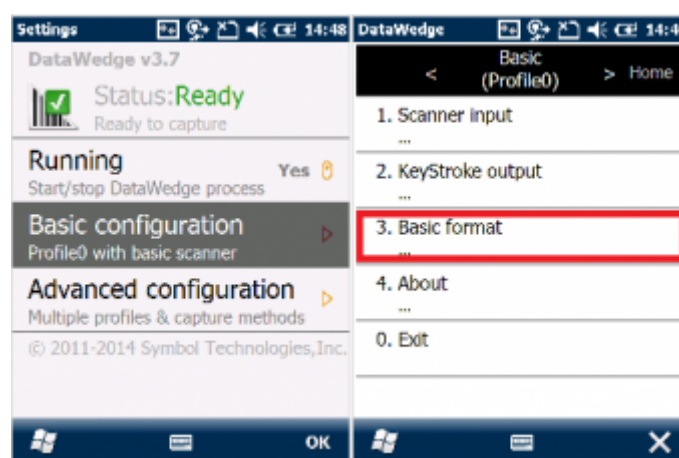 Settings 14:48
DataWedge v3.7
Status:Ready
Ready to capture
Running Yes
Start/stop DataWedge process
Basic configuration
Profile0 with basic scanner
Advanced configuration
Multiple profiles & capture methods
© 2011-2014 Symbol Technologies,Inc.
OK
DataWedge 14:4
Basic
< (Profile0) > Home
1. Scanner input
...
2. KeyStroke output
...
3. Basic format
...
4. About
...
0. Exit